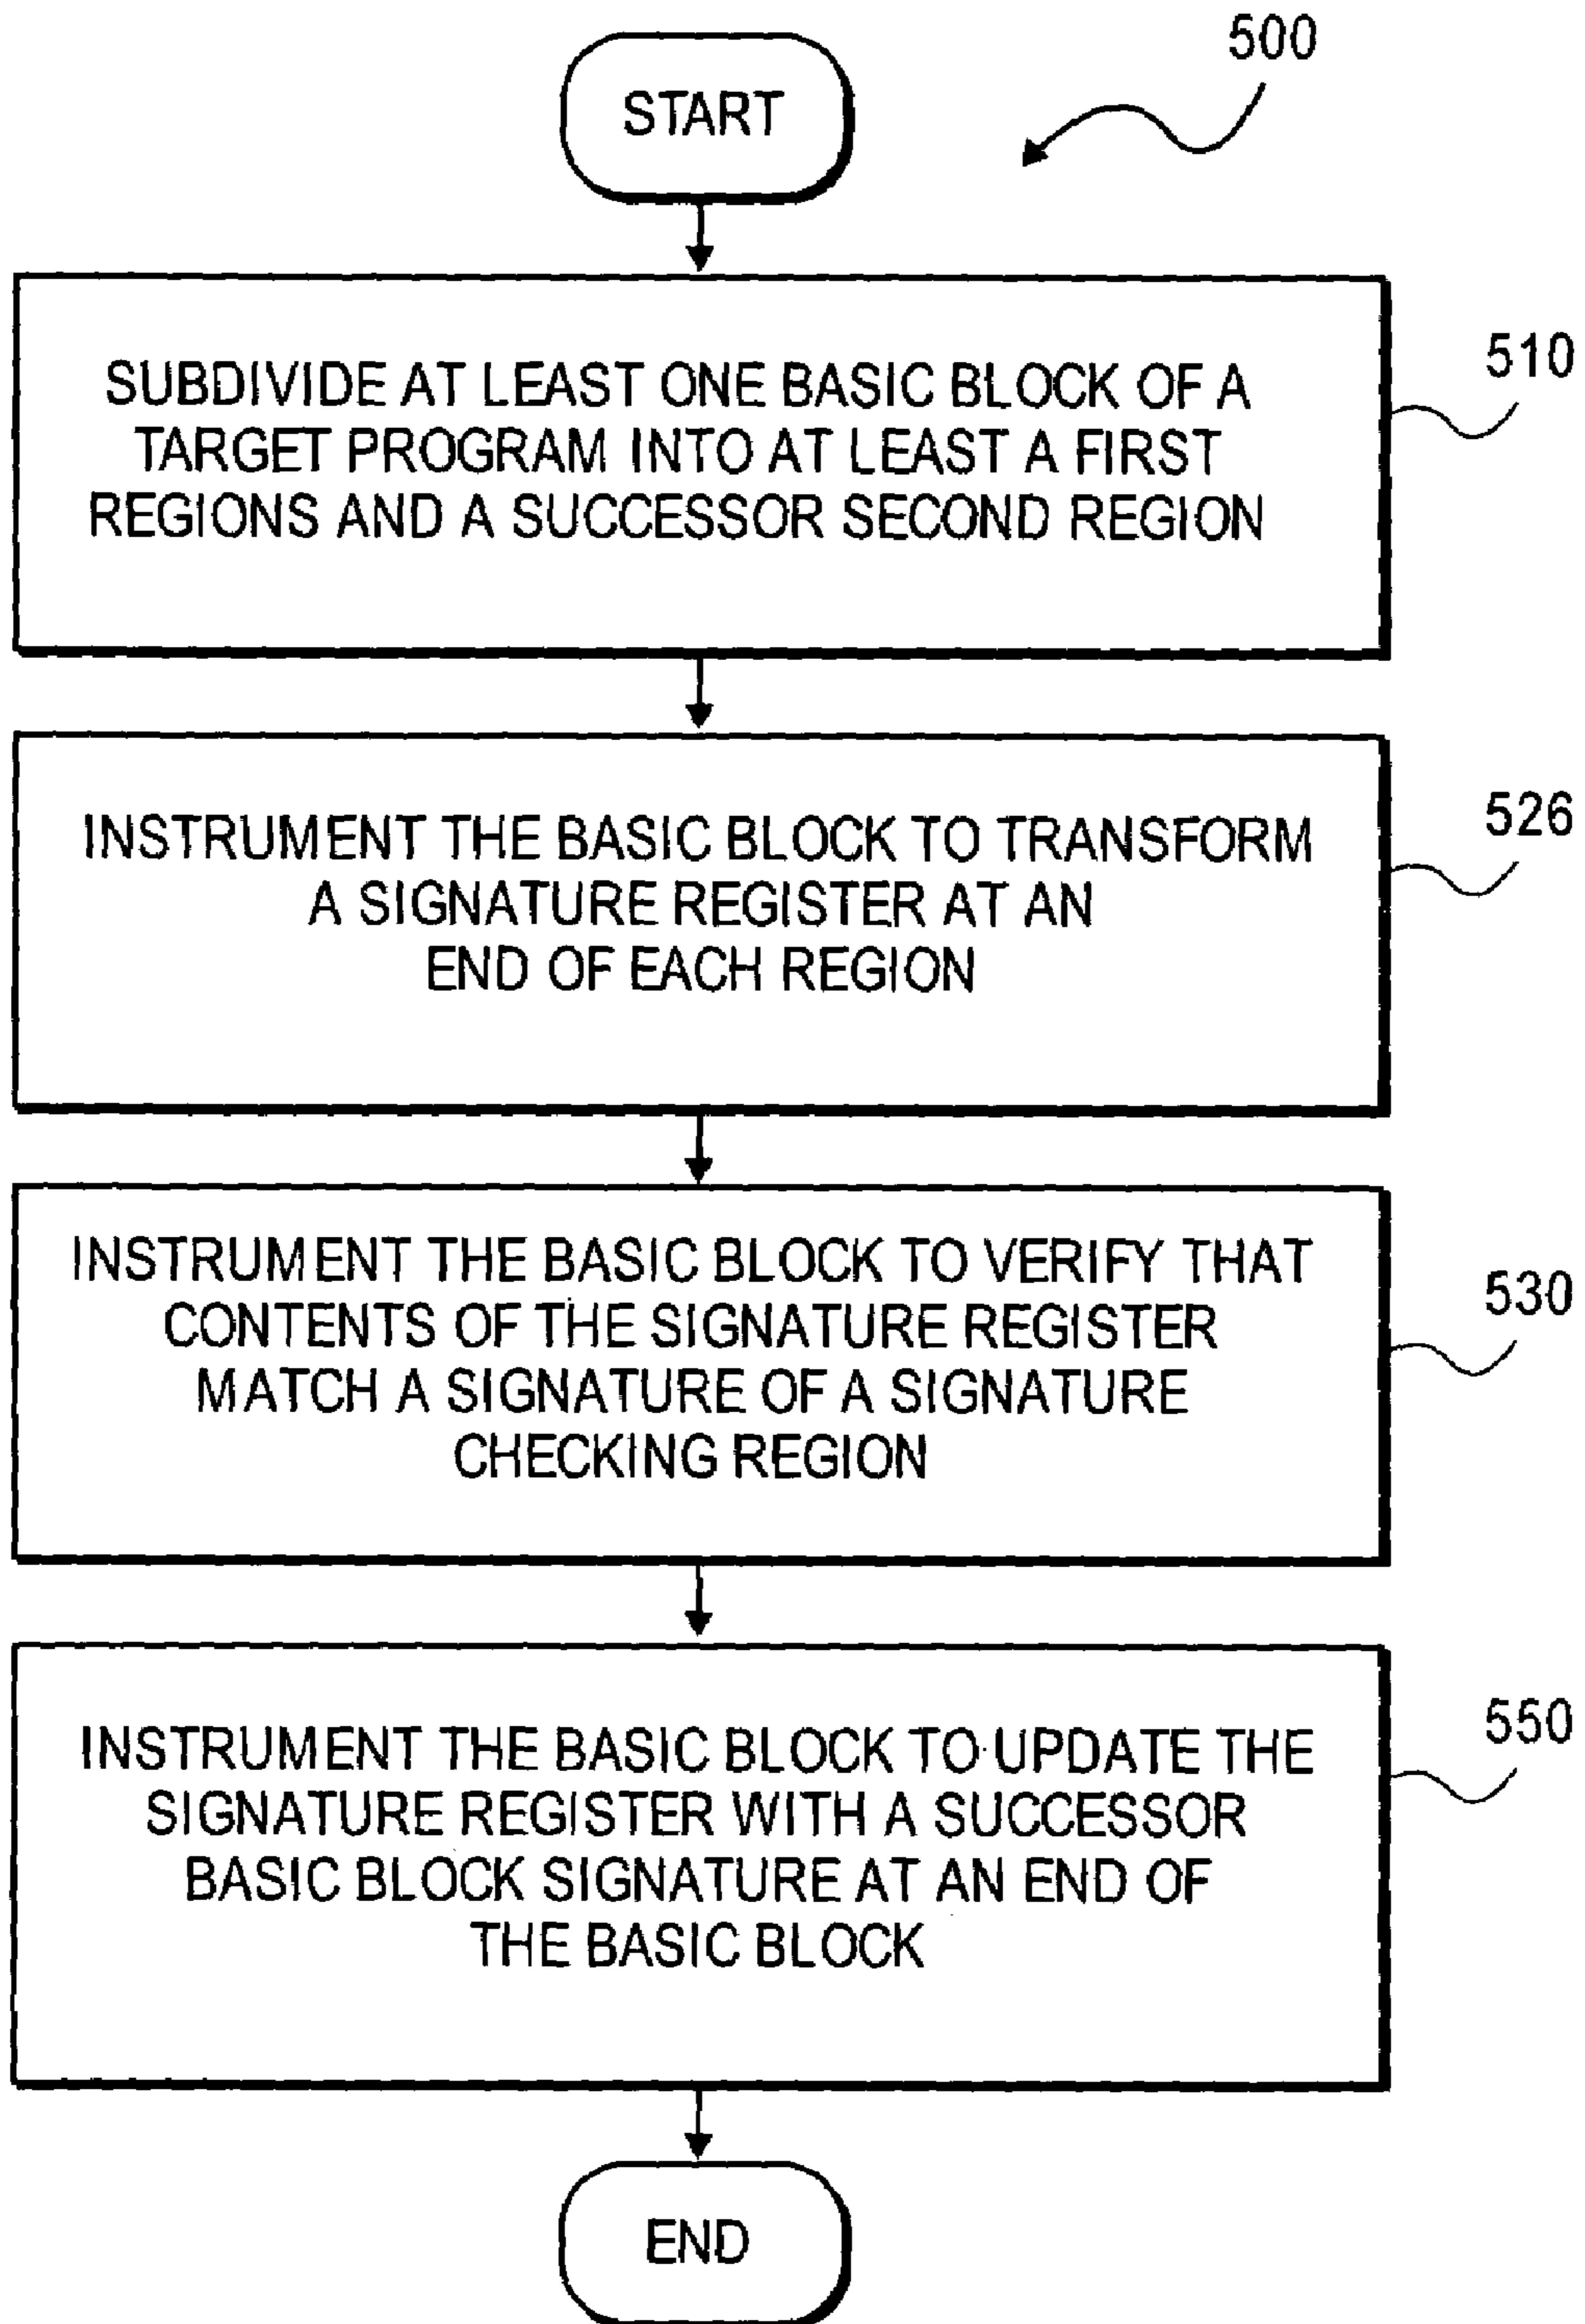 500
START
SUBDIVIDE AT LEAST ONE BASIC BLOCK OF A
TARGET PROGRAM INTO AT LEAST A FIRST
REGIONS AND A SUCCESSOR SECOND REGION
510
INSTRUMENT THE BASIC BLOCK TO TRANSFORM
A SIGNATURE REGISTER AT AN
END OF EACH REGION
526
INSTRUMENT THE BASIC BLOCK TO VERIFY THAT
CONTENTS OF THE SIGNATURE REGISTER
MATCH A SIGNATURE OF A SIGNATURE
CHECKING REGION
530
INSTRUMENT THE BASIC BLOCK TO UPDATE THE
SIGNATURE REGISTER WITH A SUCCESSOR
BASIC BLOCK SIGNATURE AT AN END OF
THE BASIC BLOCK
550
END